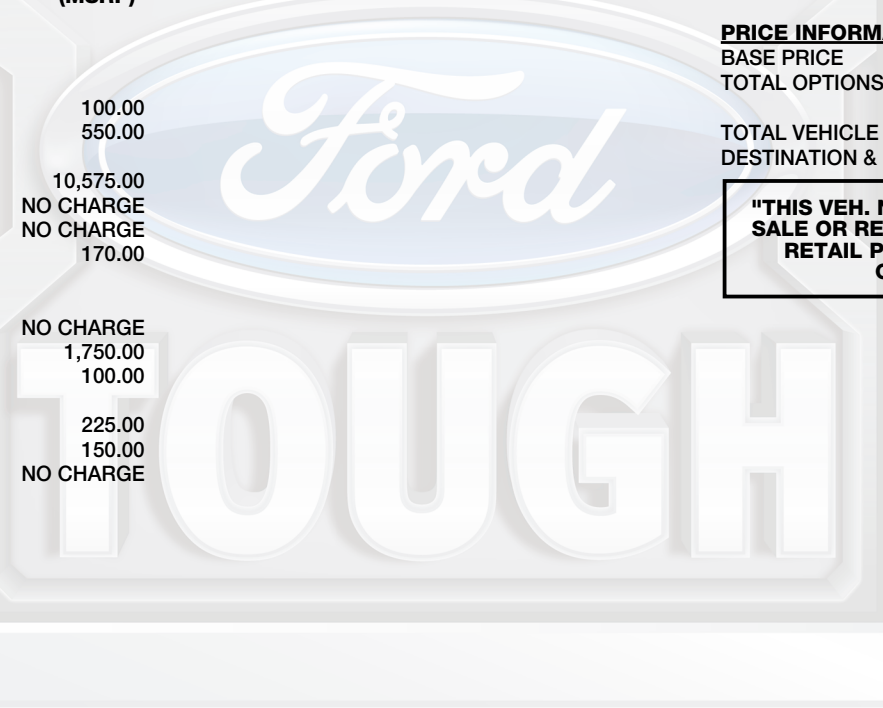 (MSRP)
100.00
550.00
10,575.00
NO CHARGE
NO CHARGE
170.00
NO CHARGE
1,750.00
100.00
225.00
150.00
NO CHARGE
PRICE INFORMA
BASE PRICE
TOTAL OPTIONS
TOTAL VEHICLE
DESTINATION &
"THIS VEH. N
SALE OR RE
RETAIL P
Ford
TOUGH